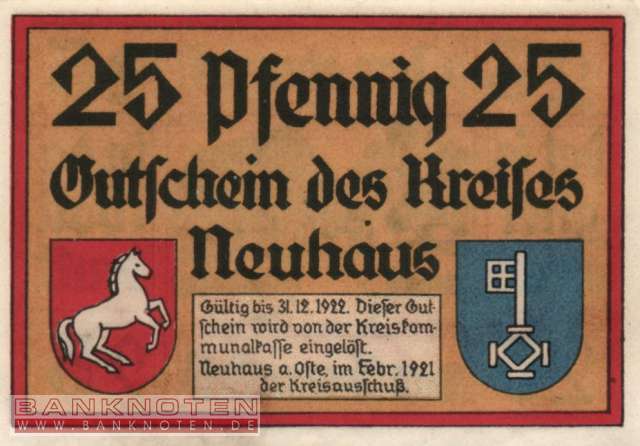 25 Pfennig 25
Gutschein des Kreises
Neuhaus
Gültig bis 31.12.1922. Dieser Gut-
schein wird von der Kreiskom-
munalkasse eingelöst.
Neuhaus a. Oste, im Febr. 1921
der Kreisausschuß.
BANKNOTEN
WWW.BANKNOTEN.DE